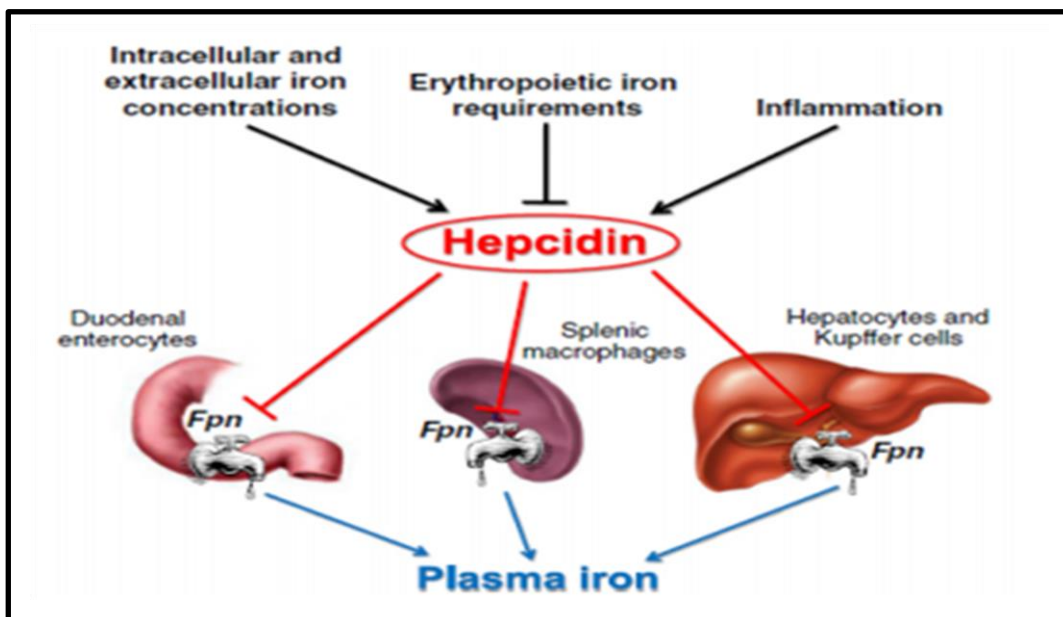 Intracellular and
extracellular iron
concentrations
Erythropoietic iron
requirements
Inflammation
Hepcidin
Duodenal
enterocytes
Splenic
macrophages
Hepatocytes and
Kupffer cells
Fpn
Fpn
Fpn
Plasma iron